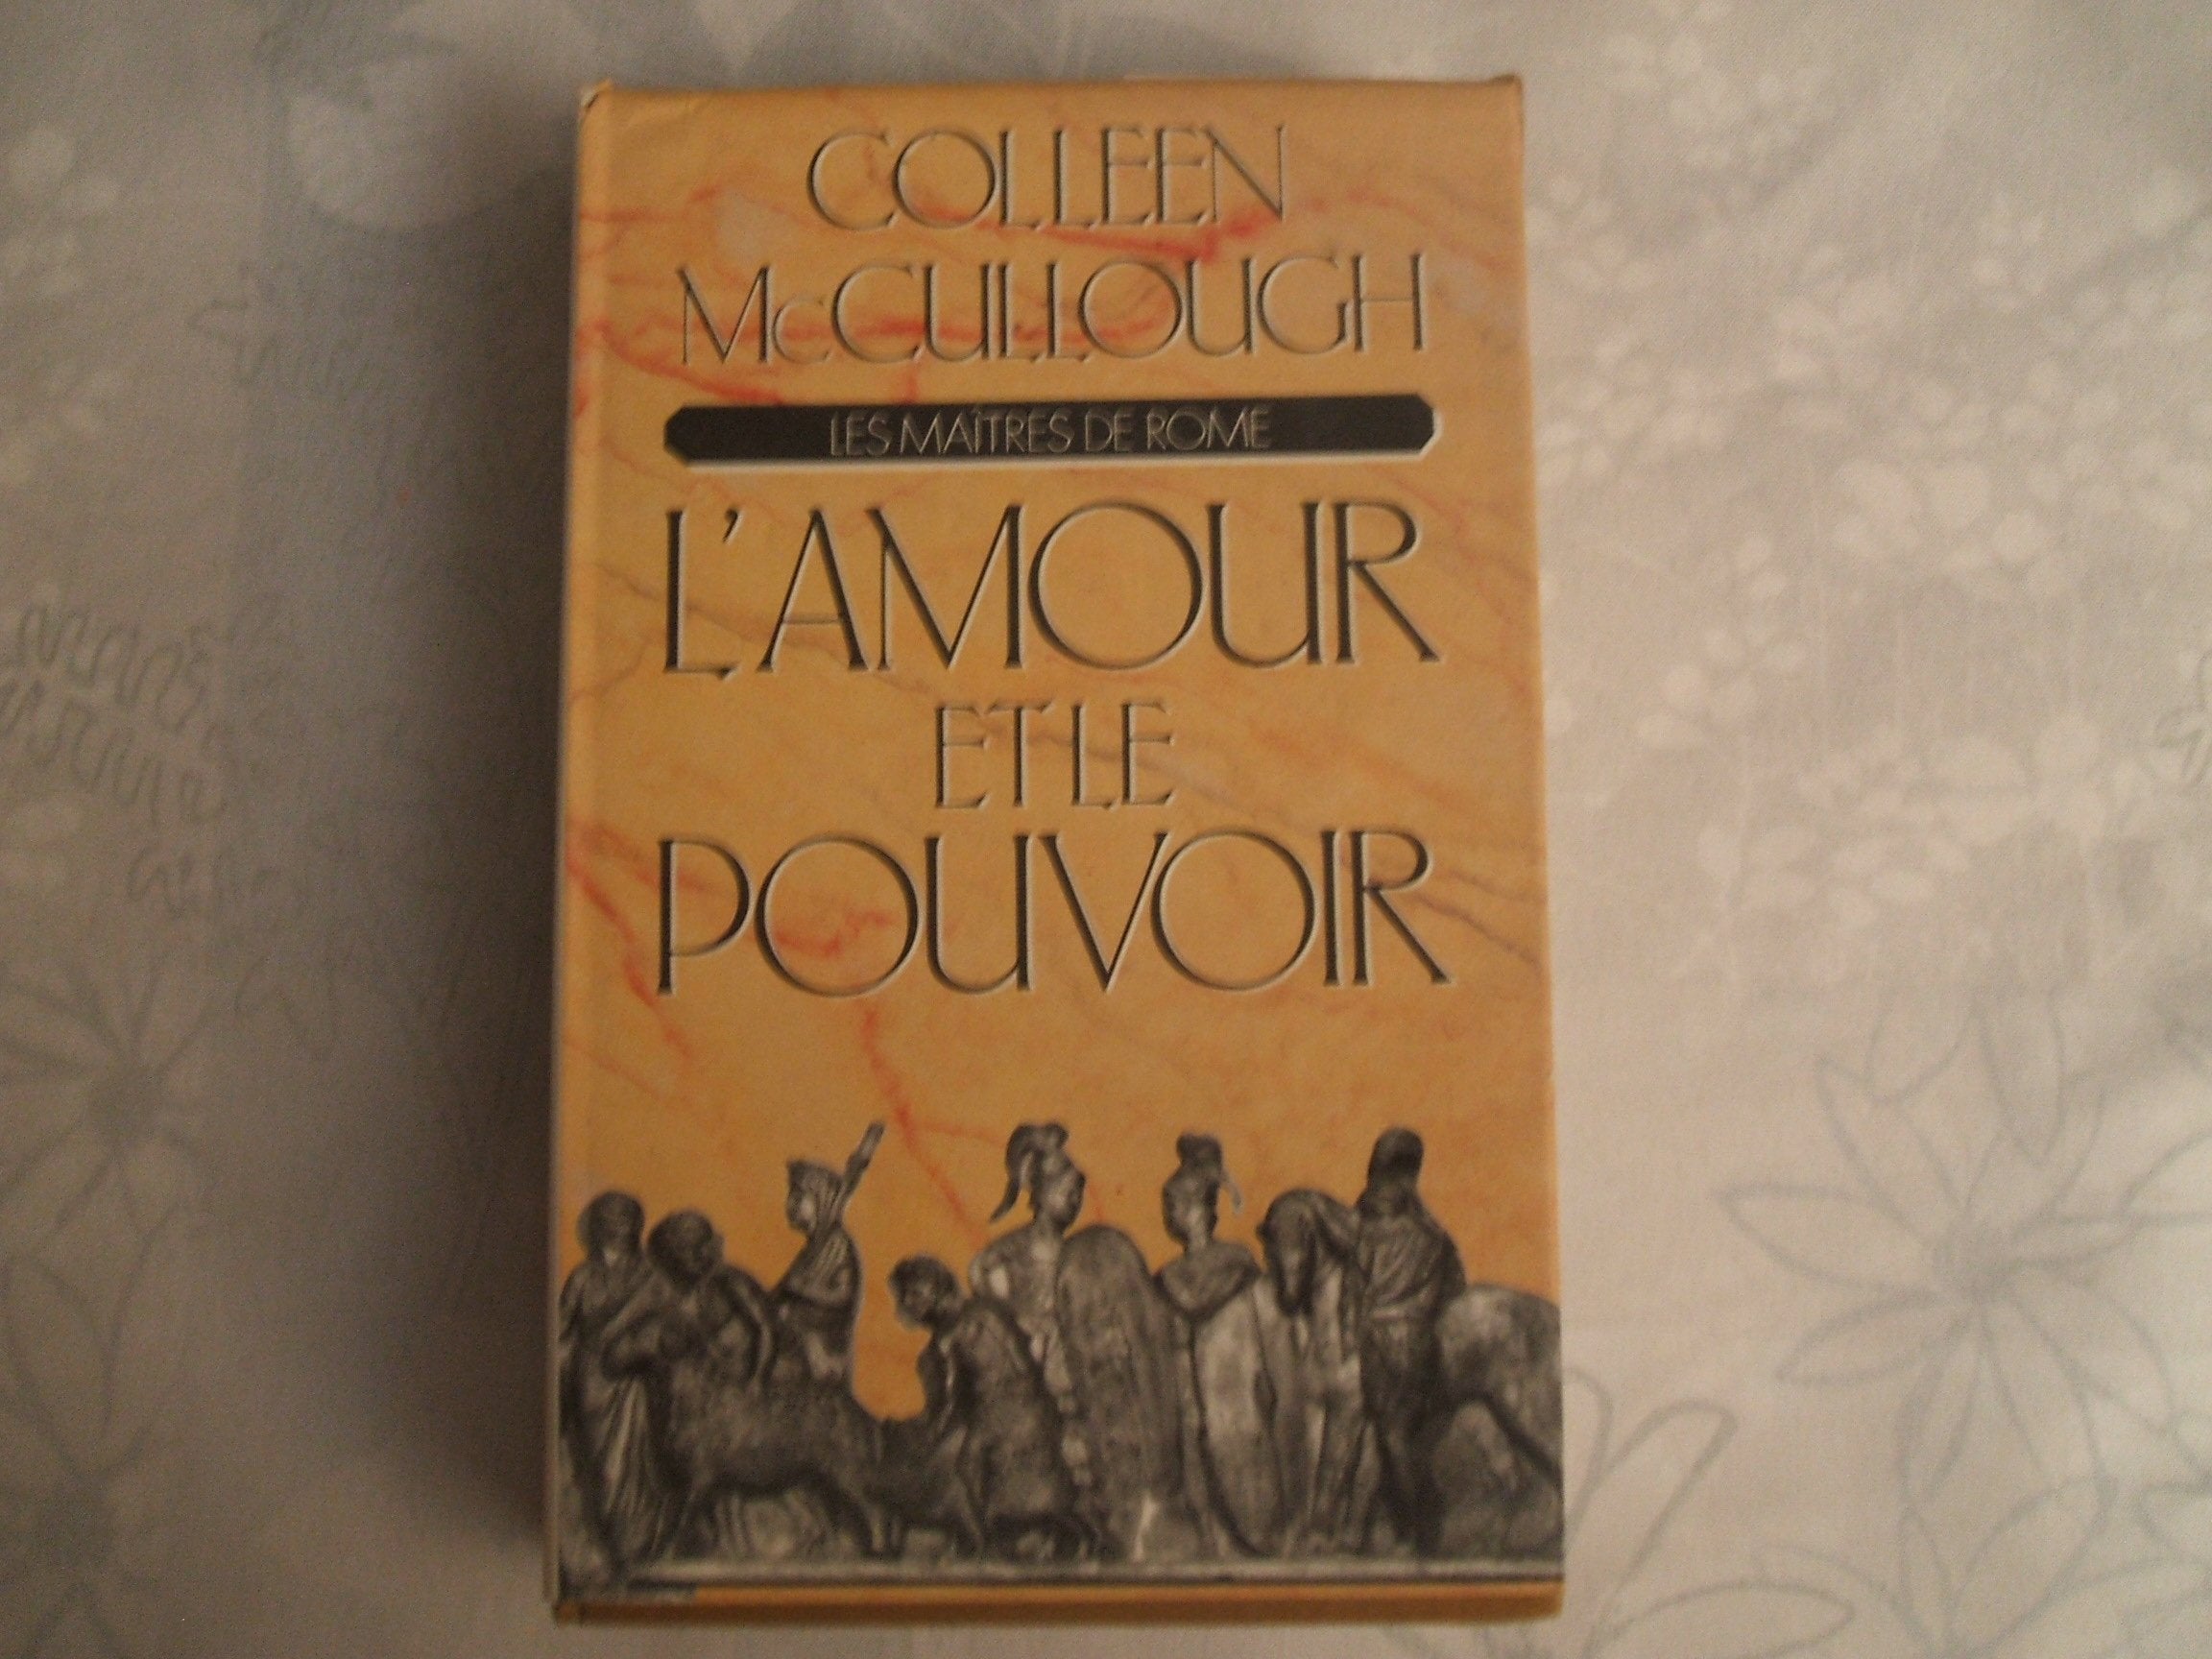 COLLEEN
McCULLOUGH
LES MAÎTRES DE ROME
L'AMOUR
ET LE
POUVOIR